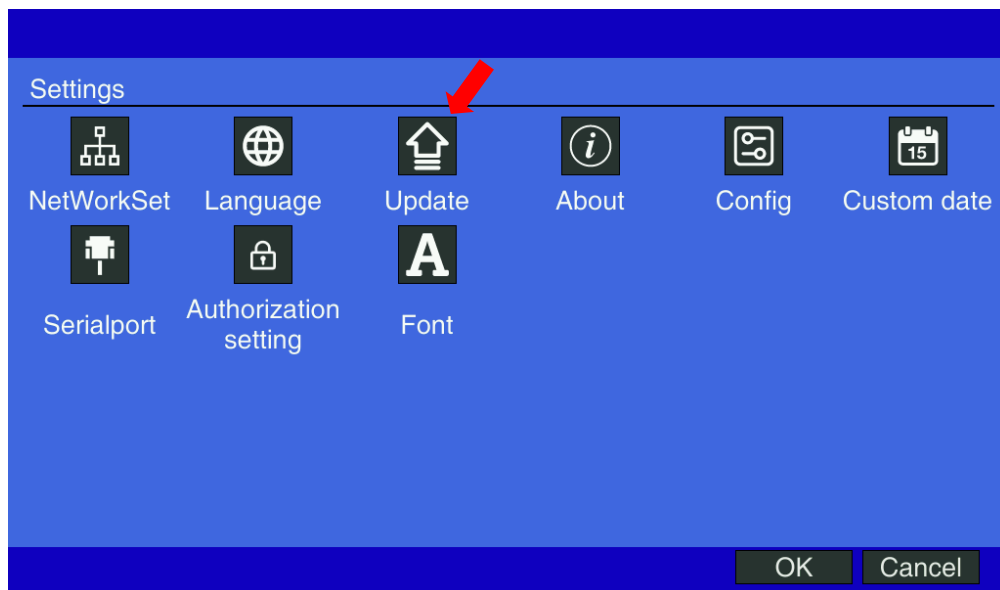 Settings
15
NetWorkSet Language Update About Config Custom date
A
Serialport Authorization setting Font
OK Cancel